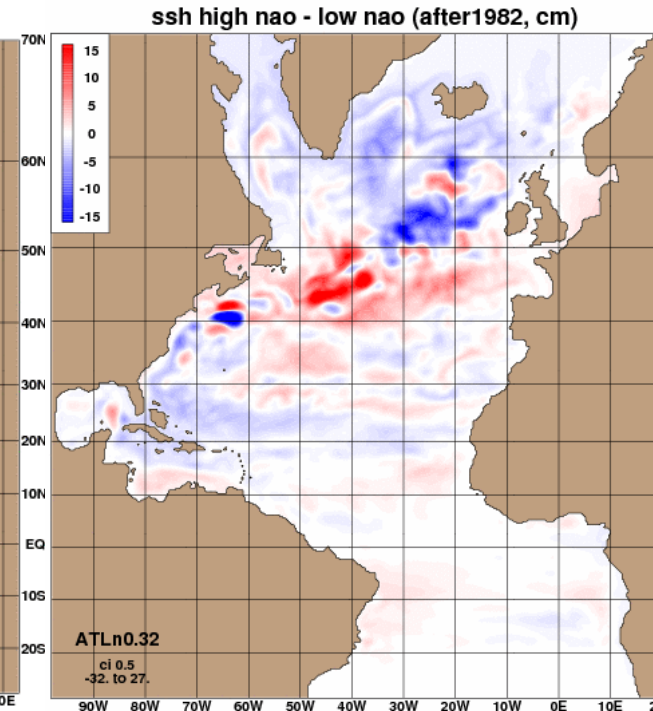 ssh high nao - low nao (after1982, cm)
70N
60N
50N
40N
30N
20N
10N
EQ
10S
20S
15
10
5
0
-5
-10
-15
ATLn0.32
ci 0.5
-32. to 27.
0E
90W
80W
70W
60W
50W
40W
30W
20W
10W
0E
10E
2